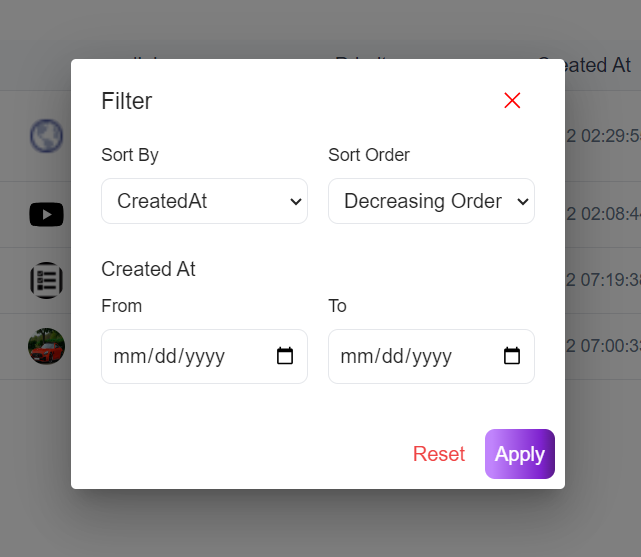 Created At
Filter
Sort By Sort Order
CreatedAt Decreasing Order
Created At
From To
mm/dd/yyyy mm/dd/yyyy
Reset Apply
2 02:29:5
2 02:08:4
2 07:19:3
2 07:00:3